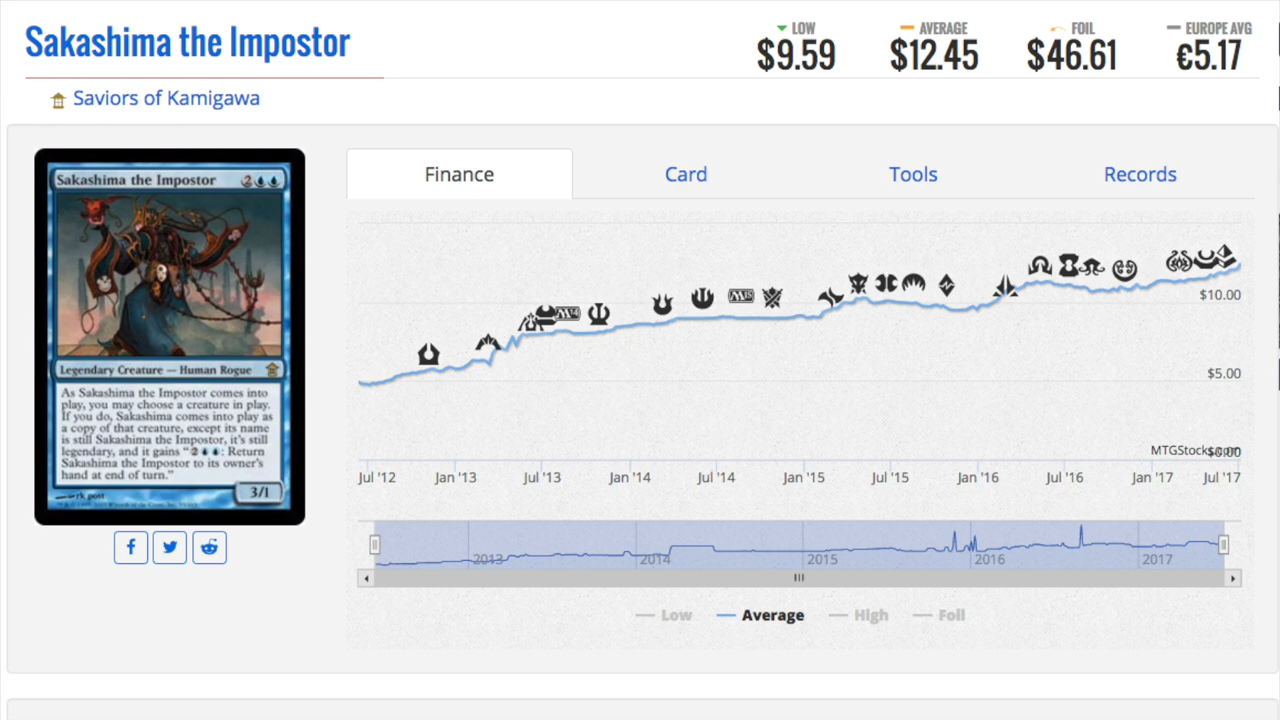 Sakashima the Impostor
LOW
$9.59
AVERAGE
$12.45
FOIL
$46.61
EUROPE AVG
€5.17
Saviors of Kamigawa
Sakashima the Impostor 2
Legendary Creature — Human Rogue
As Sakashima the Impostor comes into
play, you may choose a creature in play.
If you do, Sakashima comes into play as
a copy of that creature, except its name
is still Sakashima the Impostor, it's still
legendary, and it gains "2 : Return
Sakashima the Impostor to its owner's
hand at end of turn."
3/1
Finance
Card
Tools
Records
$10.00
$5.00
$0.00
Jul '12
Jan '13
Jul '13
Jan '14
Jul '14
Jan '15
Jul '15
Jan '16
Jul '16
Jan '17
Jul '17
2013
2014
2015
2016
2017
Low
Average
High
Foil